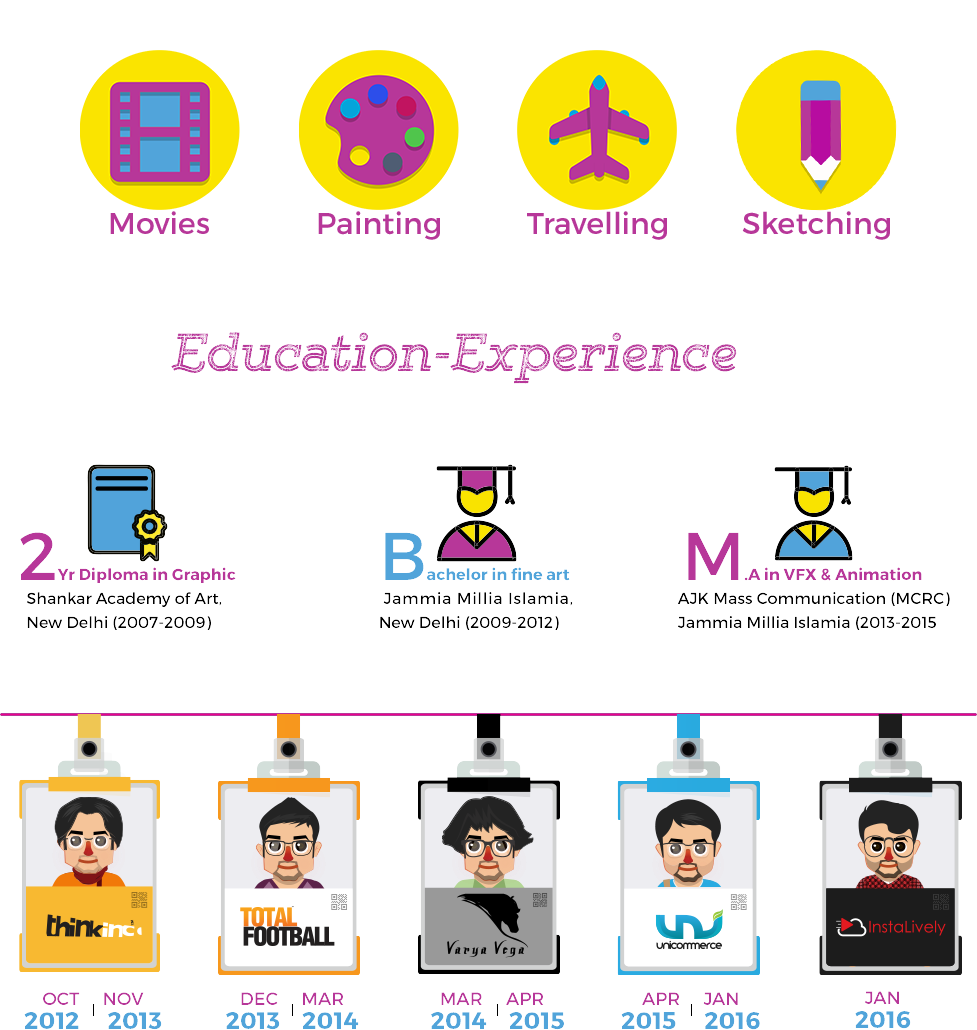 Movies
Painting
Travelling
Sketching
Education-Experience
2 Yr Diploma in Graphic
Shankar Academy of Art,
New Delhi (2007-2009)
Bachelor in fine art
Jammia Millia Islamia,
New Delhi (2009-2012)
M.A in VFX & Animation
AJK Mass Communication (MCRC)
Jammia Millia Islamia (2013-2015
thinkinc
TOTAL
FOOTBALL
Varya Vega
unicommerce
InstaLively
OCT NOV
2012 | 2013
DEC MAR
2013 | 2014
MAR APR
2014 | 2015
APR JAN
2015 | 2016
JAN
2016